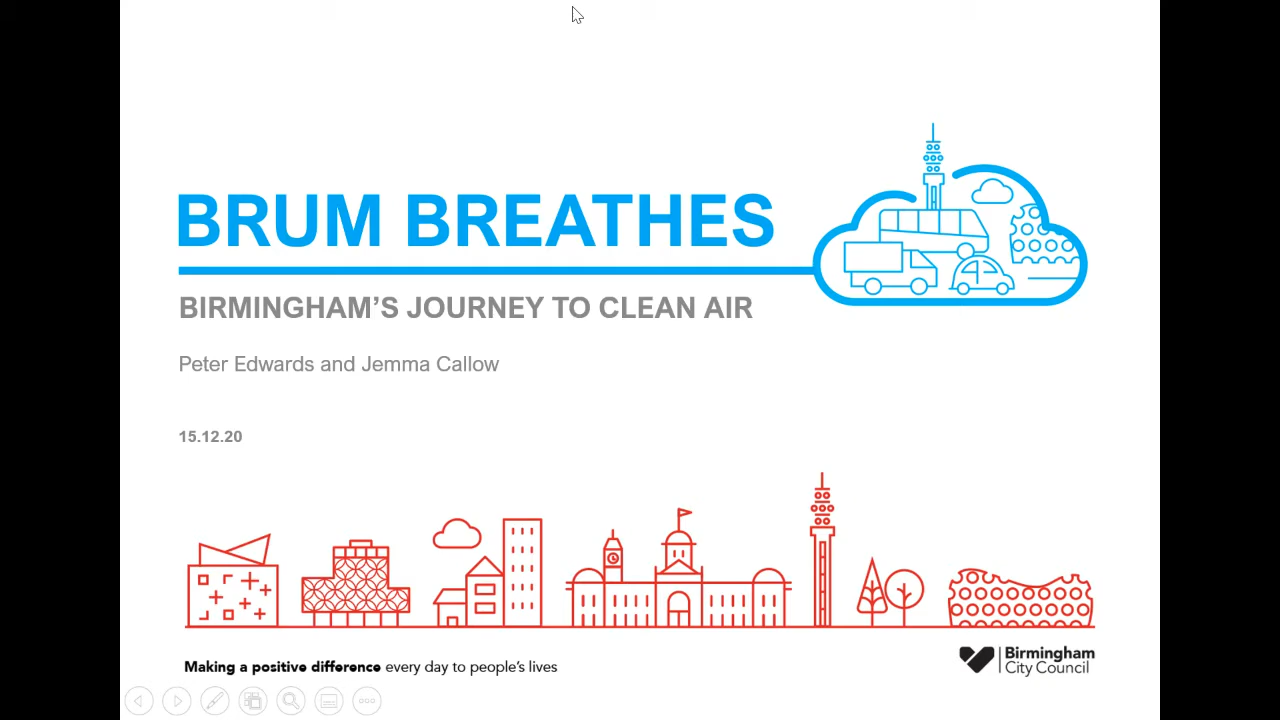 BRUM BREATHES
BIRMINGHAM’S JOURNEY TO CLEAN AIR
Peter Edwards and Jemma Callow
15.12.20
Making a positive difference every day to people’s lives
Birmingham
City Council